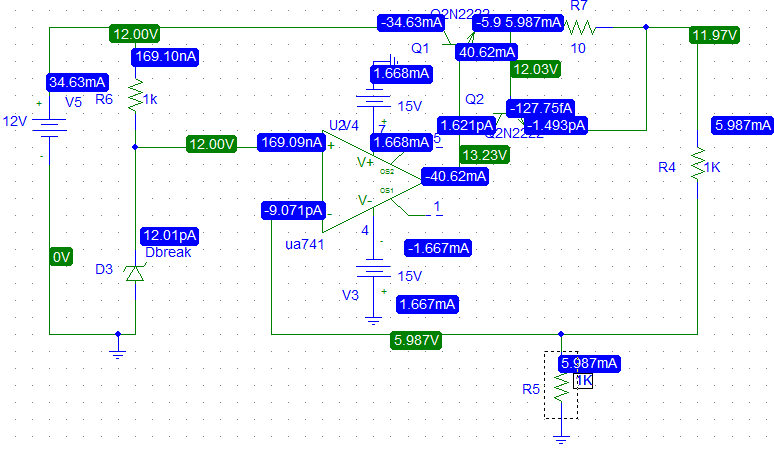 R7
Q2N2222
-34.63mA
-5.9
5.987mA
12.00V
11.97V
Q1
40.62mA
10
169.10nA
12.03V
1.668mA
34.63mA
V5
R6
1k
15V
Q2
-127.75fA
+
12V
U2
V4
+
7
1.621pA
-1.493pA
5.987mA
5
Q2N2222
12.00V
169.09nA
+
1.668mA
-
V+
13.23V
R4
1K
OS2
-40.62mA
OS1
V-
-9.071pA
-
1
12.01pA
4
ua741
-
-1.667mA
Dbreak
0V
D3
15V
V3
+
1.667mA
5.987V
5.987mA
R5
1K